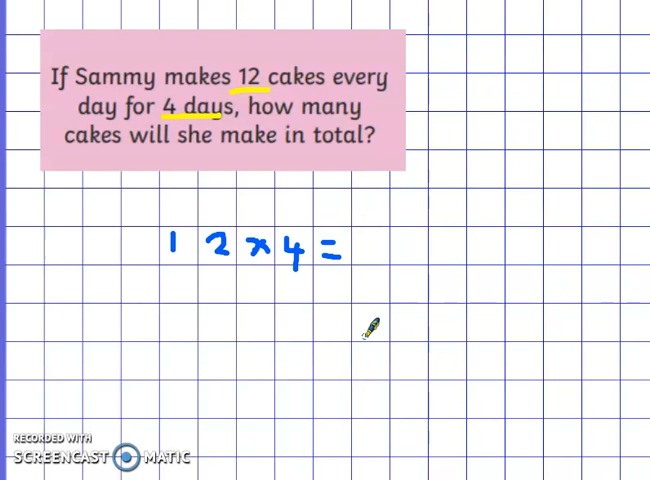 If Sammy makes 12 cakes every
day for 4 days, how many
cakes will she make in total?
12 x 4 =
RECORDED WITH
SCREENCAST MATIC